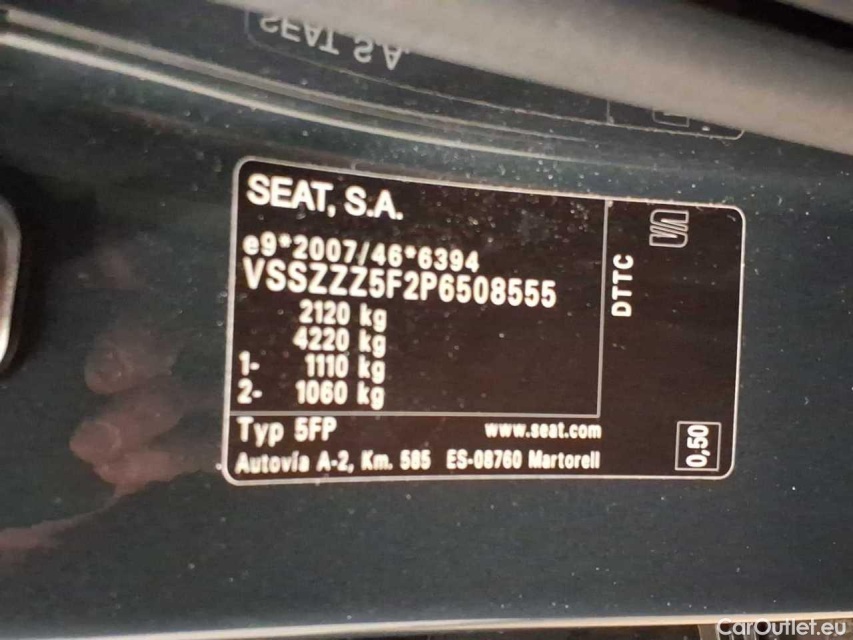 SEAT S.A.
SEAT, S.A.
e9*2007/46*6394
VSSZZZ5F2P6508555
2120 kg
4220 kg
1- 1110 kg
2- 1060 kg
DTTC
Typ 5FP www.seat.com
Autovía A-2, Km. 585 ES-08760 Martorell
0,50
CarOutlet.eu